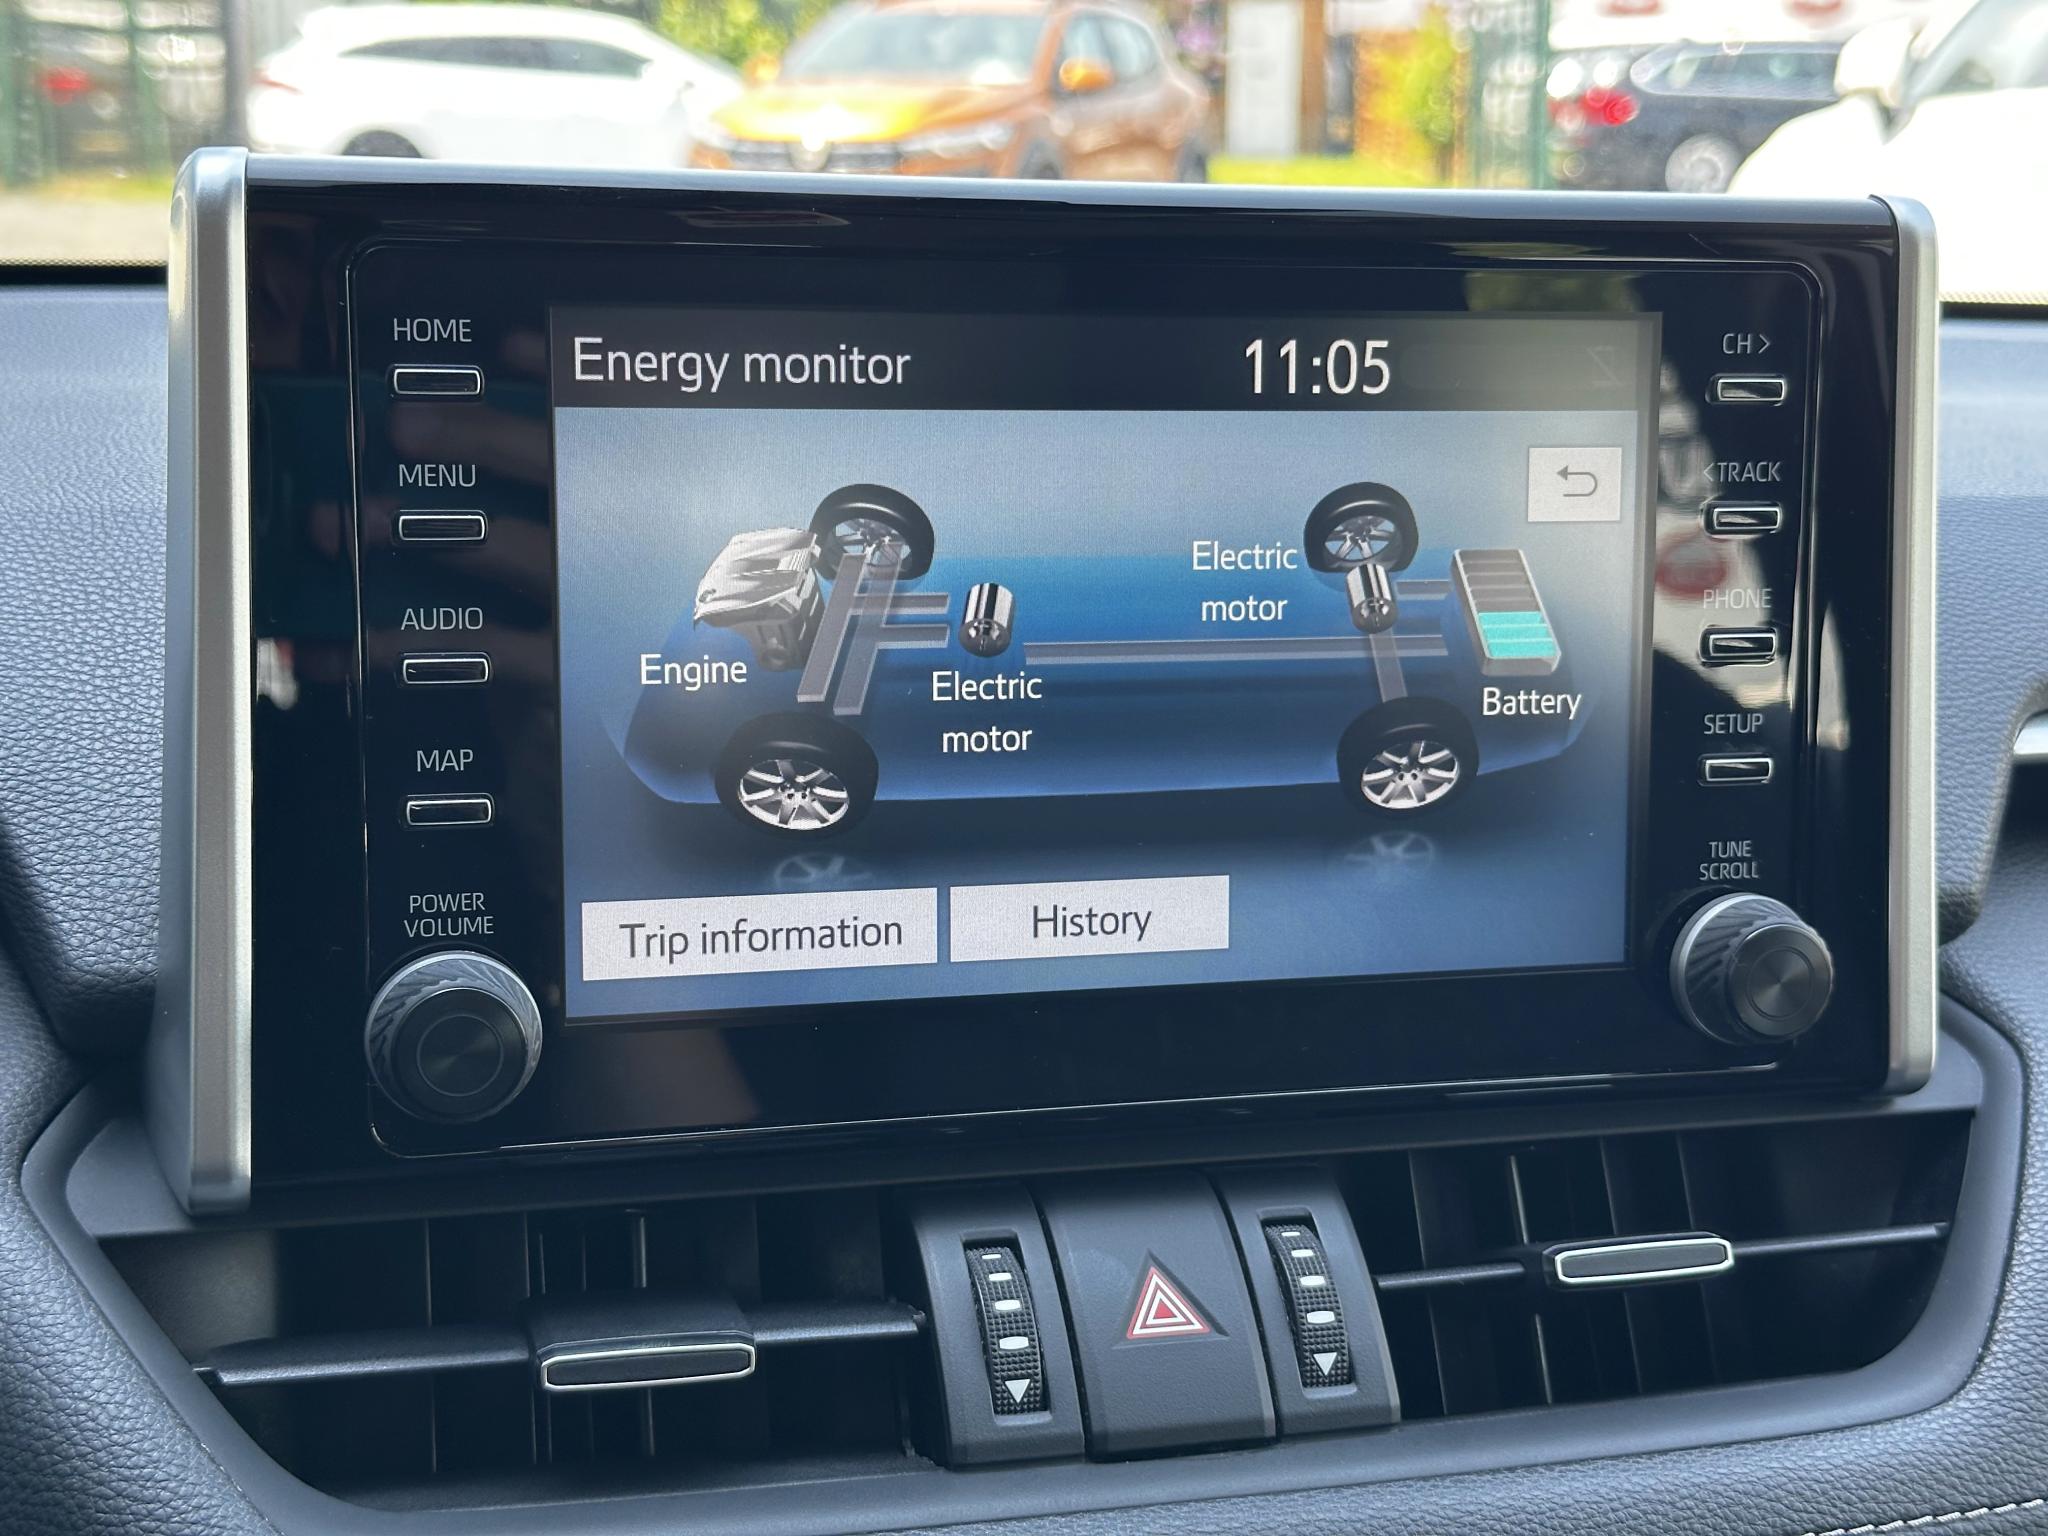 HOME
MENU
AUDIO
MAP
POWER
VOLUME
Energy monitor
11:05
Engine
Electric
motor
Electric
motor
Battery
Trip information
History
CH >
< TRACK
PHONE
SETUP
TUNE
SCROLL